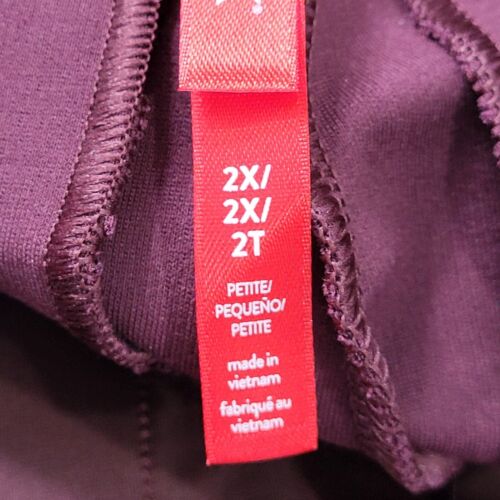 2X/
2X/
2T
PETITE/
PEQUEÑO/
PETITE
made in
vietnam
fabriqué au
vietnam